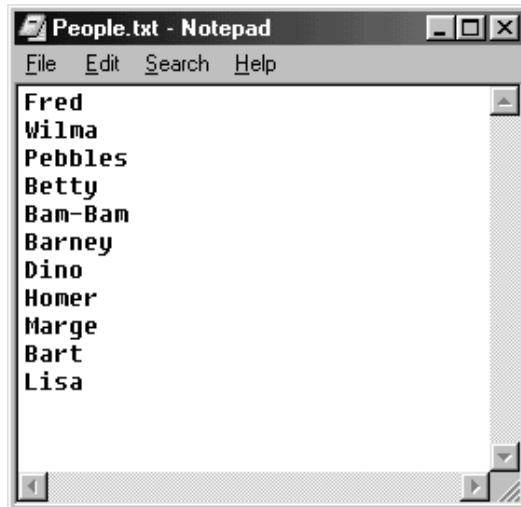 People.txt - Notepad
File Edit Search Help
Fred
Wilma
Pebbles
Betty
Bam-Bam
Barney
Dino
Homer
Marge
Bart
Lisa